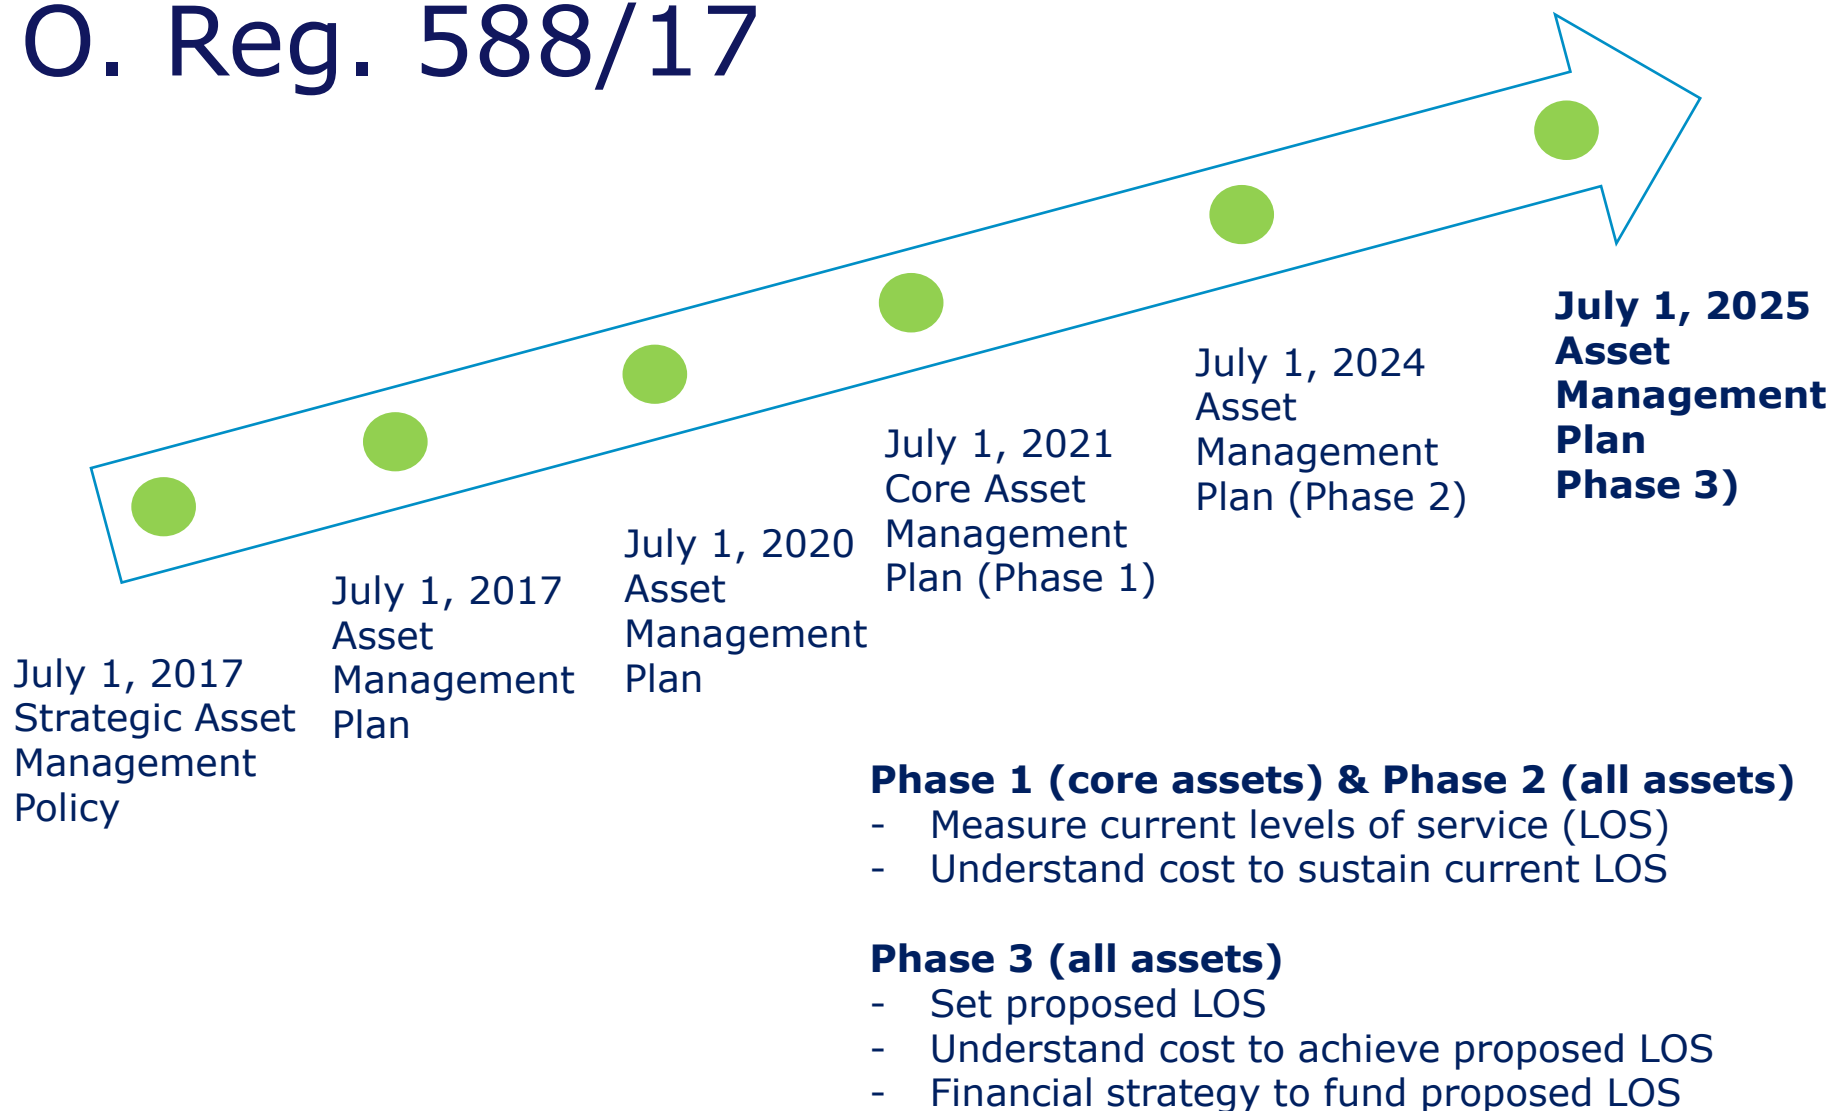 O. Reg. 588/17
July 1, 2017
Strategic Asset
Management
Policy
July 1, 2017
Asset
Management
Plan
July 1, 2020
Asset
Management
Plan
July 1, 2021
Core Asset
Management
Plan (Phase 1)
July 1, 2024
Asset
Management
Plan (Phase 2)
July 1, 2025
Asset
Management
Plan
Phase 3)
Phase 1 (core assets) & Phase 2 (all assets)
- Measure current levels of service (LOS)
- Understand cost to sustain current LOS
Phase 3 (all assets)
- Set proposed LOS
- Understand cost to achieve proposed LOS
- Financial strategy to fund proposed LOS